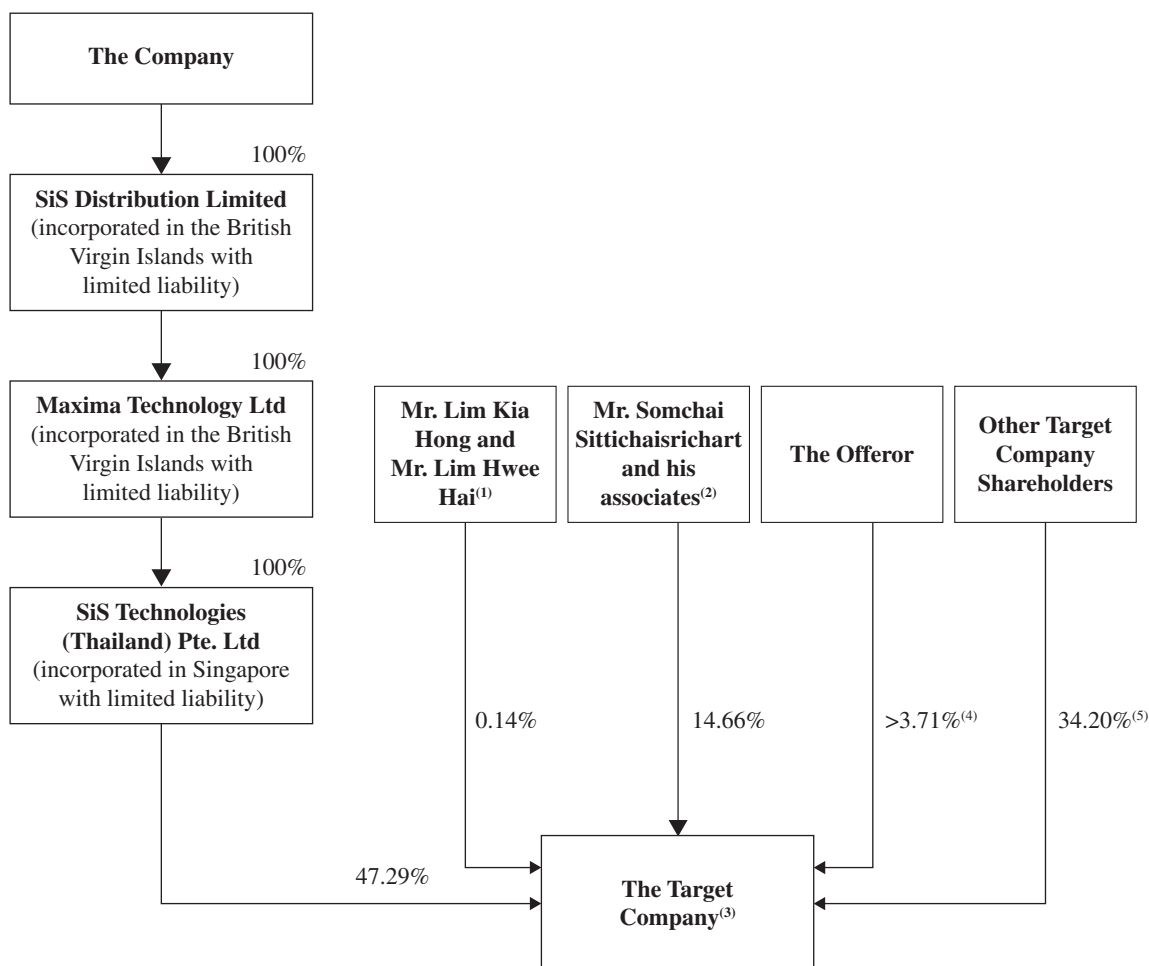 The Company
100%
SiS Distribution Limited
(incorporated in the British
Virgin Islands with
limited liability)
100%
Maxima Technology Ltd
(incorporated in the British
Virgin Islands with
limited liability)
100%
SiS Technologies
(Thailand) Pte. Ltd
(incorporated in Singapore
with limited liability)
Mr. Lim Kia
Hong and
Mr. Lim Hwee
Hai(1)
Mr. Somchai
Sittichaisrichart
and his
associates(2)
The Offeror
Other Target
Company
Shareholders
0.14%
14.66%
>3.71%(4)
34.20%(5)
47.29%
The Target
Company(3)